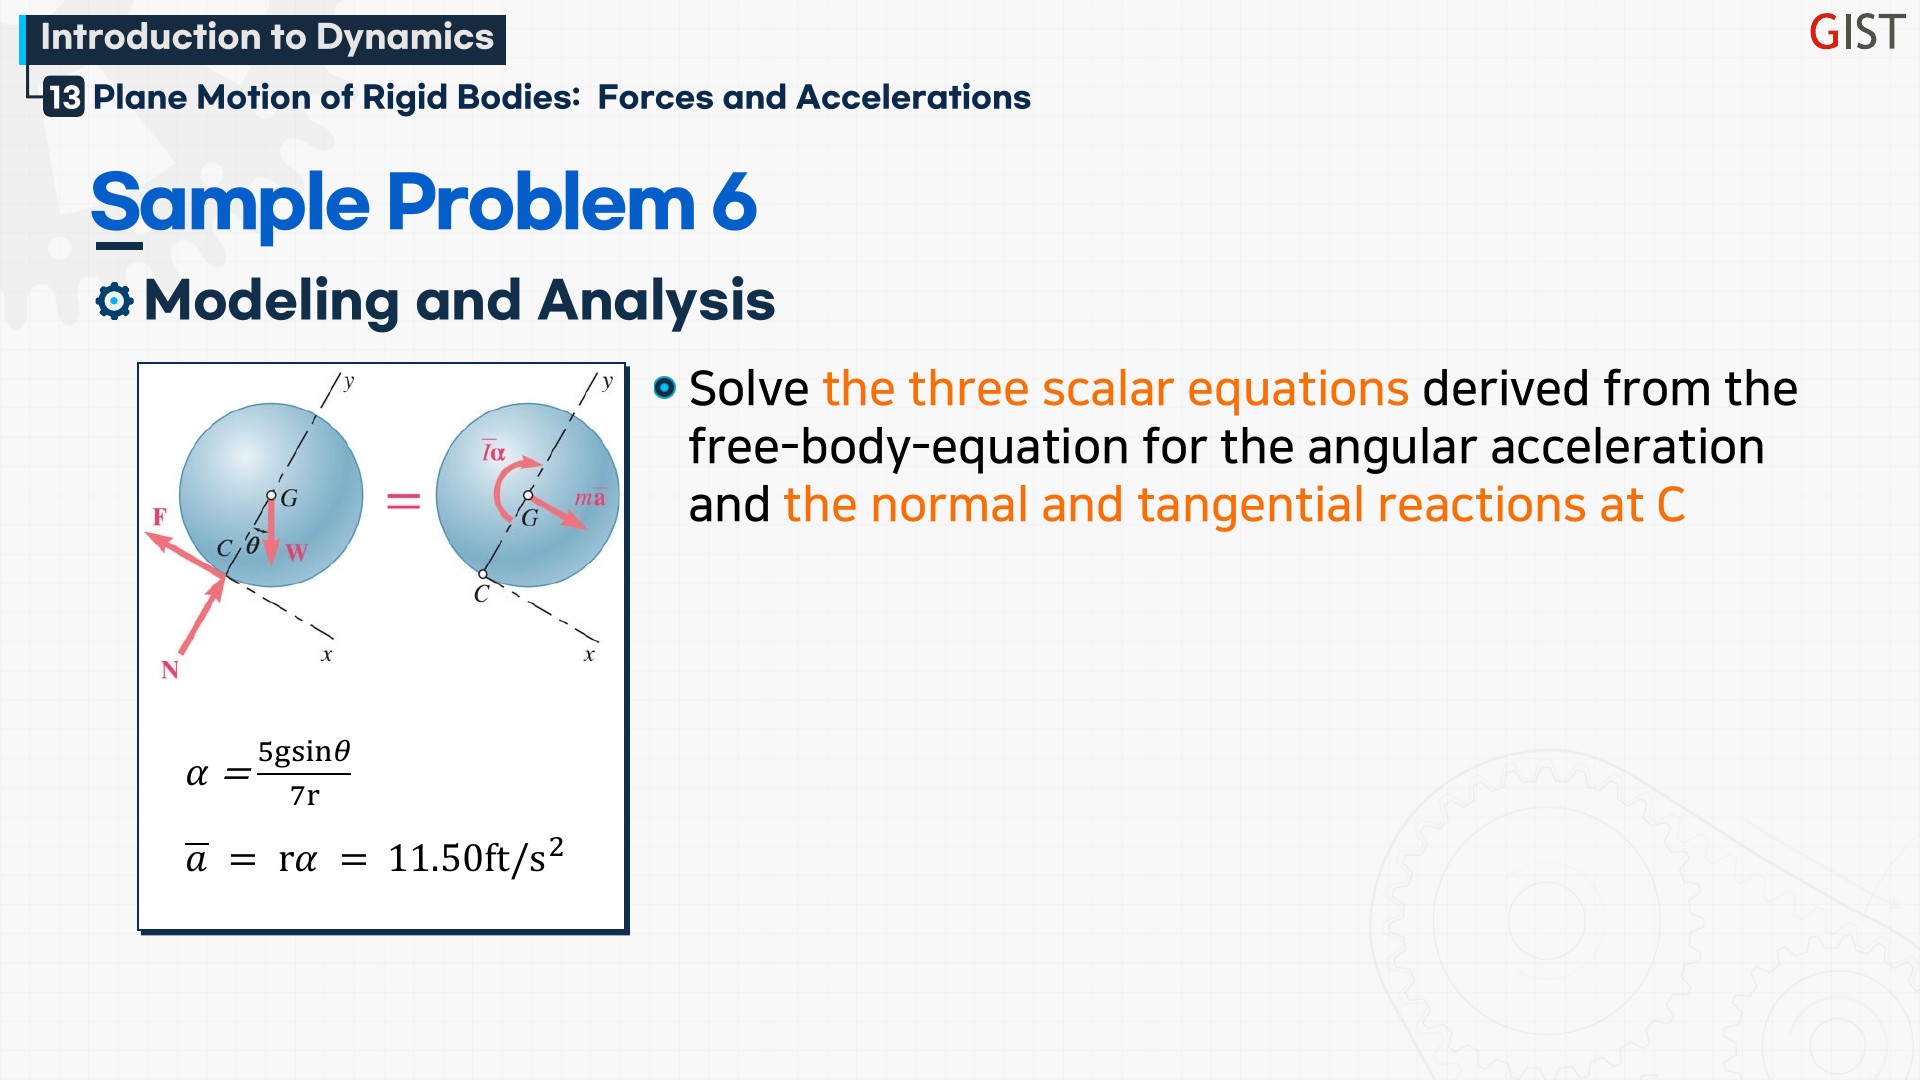 Introduction to Dynamics
GIST
13 Plane Motion of Rigid Bodies: Forces and Accelerations
Sample Problem 6
Modeling and Analysis
Solve the three scalar equations derived from the
free-body-equation for the angular acceleration
and the normal and tangential reactions at C
y
G
F
C θ W
N
x
=
y
I̅α
ma̅
G
C
x
α = 5gsinθ / 7r
a̅ = rα = 11.50ft/s²